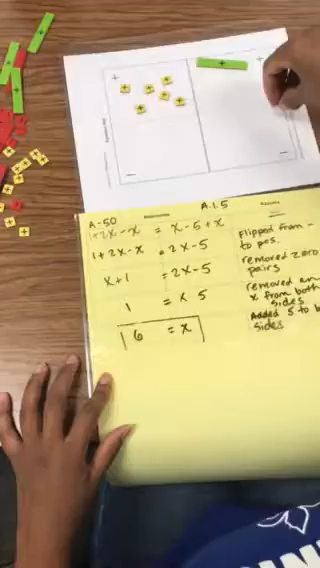 A-50
A.1.5
1+2x-x = x-5+x
Flipped from -
to pos.
1+2x-x = 2x-5
removed zero
pairs
x+1 = 2x-5
removed an
x from both
sides
1 = x 5
Added 5 to b
sides
6 = x